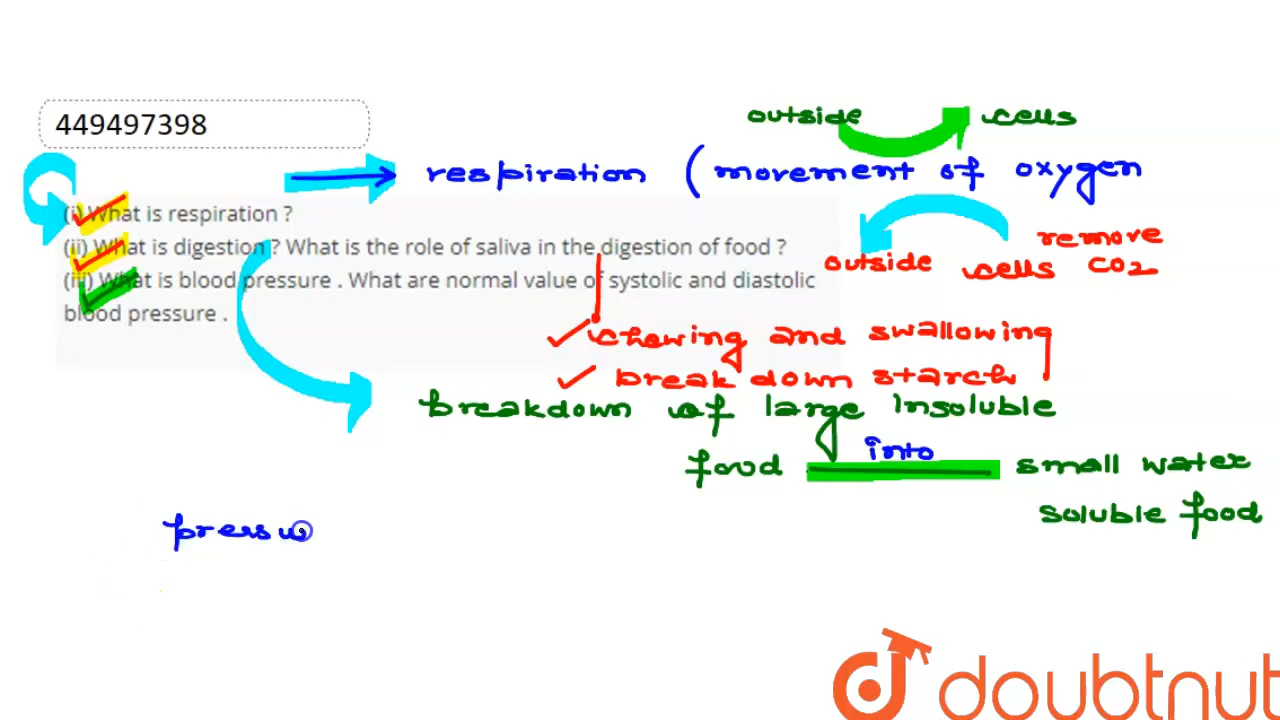 449497398
outside cells
respiration (movement of oxygen
(i) What is respiration ?
remove
(ii) What is digestion ? What is the role of saliva in the digestion of food ?
outside cells CO2
(iii) What is blood pressure . What are normal value of systolic and diastolic
blood pressure .
chewing and swallowing
break down starch
breakdown of large insoluble
food into small water
soluble food
pressu
doubtnut